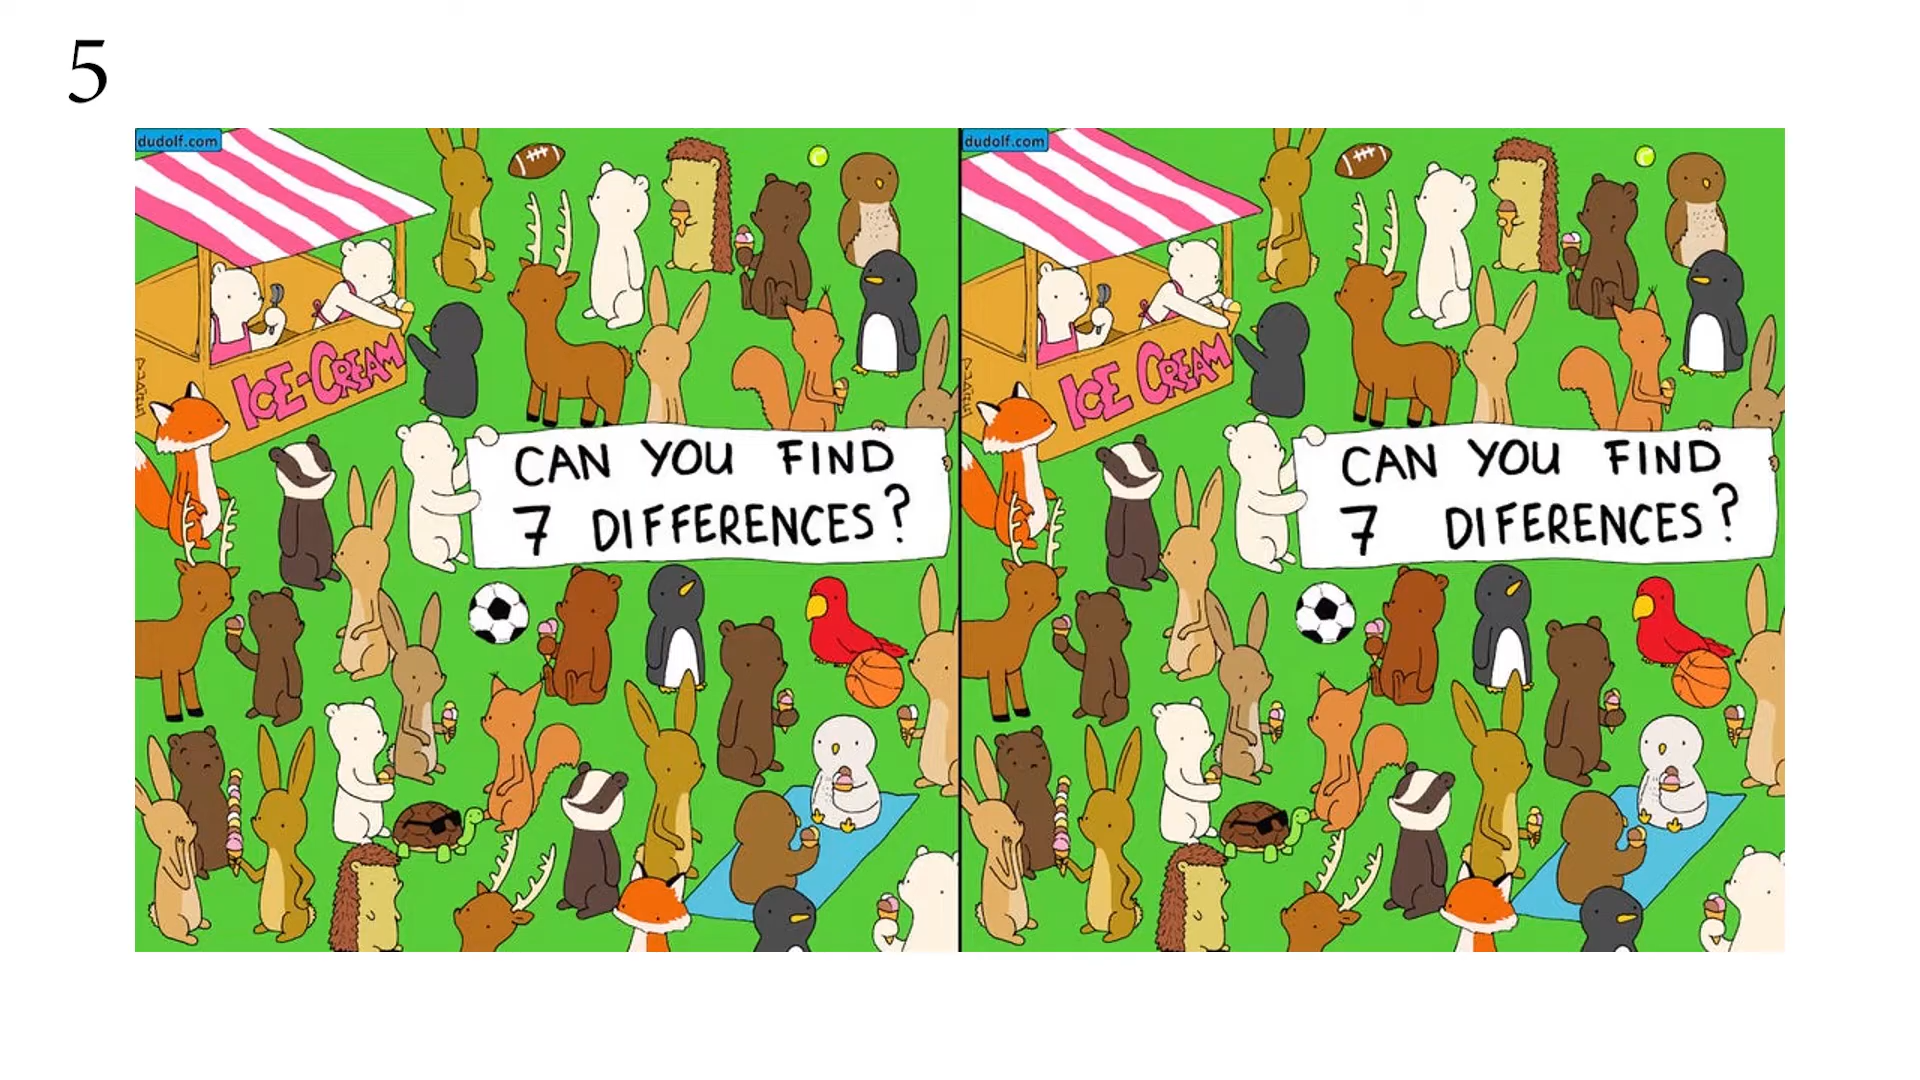 5
dudolf.com
ICE-CREAM
CAN YOU FIND
7 DIFFERENCES?
dudolf.com
ICE CREAM
CAN YOU FIND
7 DIFERENCES?